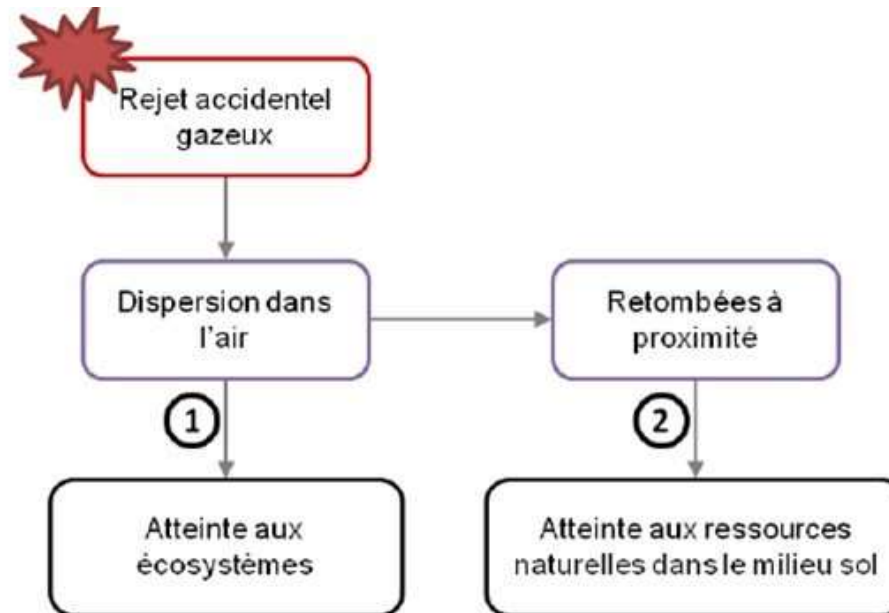 Rejet accidentel
gazeux
Dispersion dans
l'air
Retombées à
proximité
1
2
Atteinte aux
écosystèmes
Atteinte aux ressources
naturelles dans le milieu sol